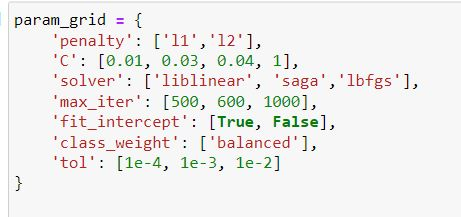 param_grid = {
    'penalty': ['l1','l2'],
    'C': [0.01, 0.03, 0.04, 1],
    'solver': ['liblinear', 'saga','lbfgs'],
    'max_iter': [500, 600, 1000],
    'fit_intercept': [True, False],
    'class_weight': ['balanced'],
    'tol': [1e-4, 1e-3, 1e-2]
}